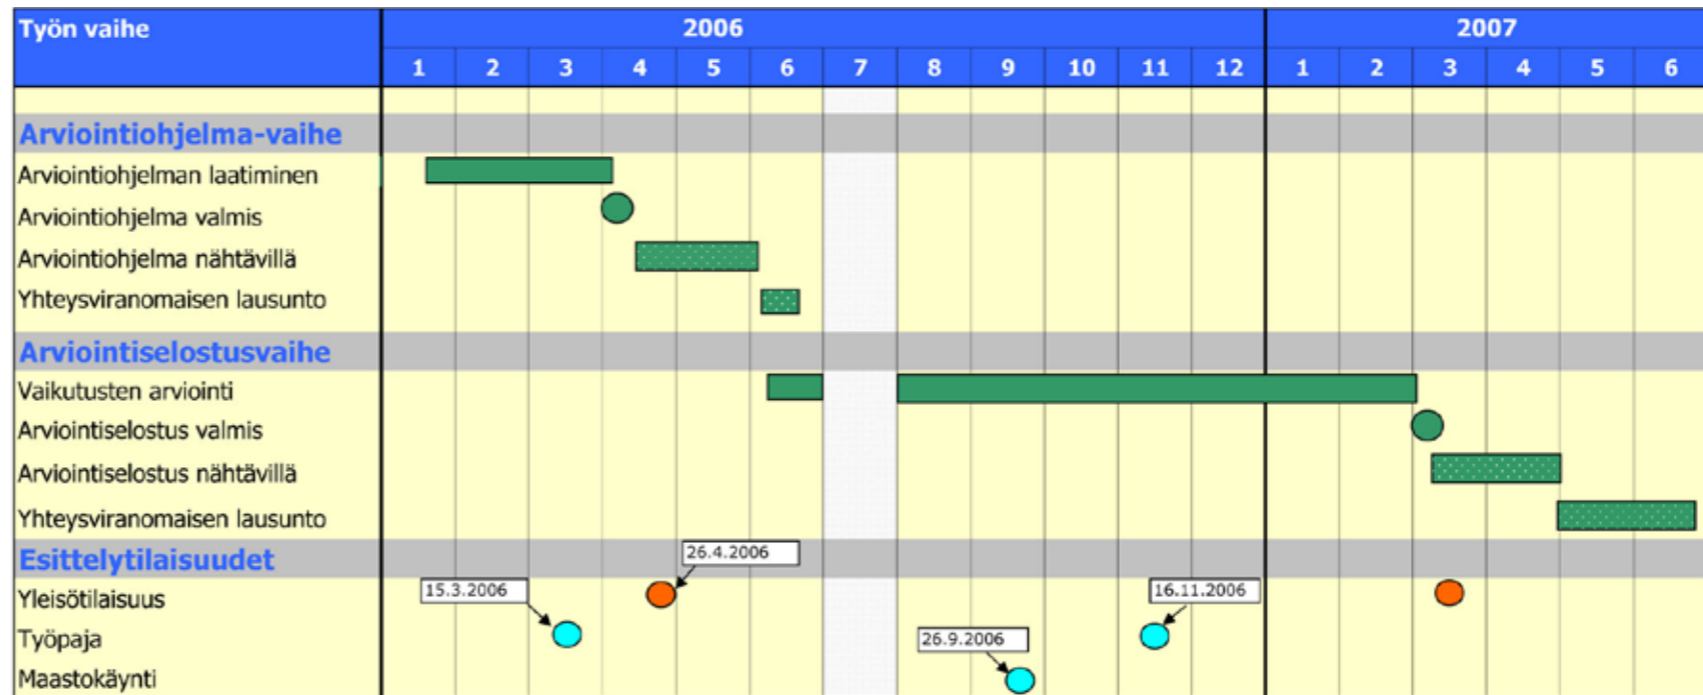 Työn vaihe 2006 2007
1 2 3 4 5 6 7 8 9 10 11 12 1 2 3 4 5 6
Arviointiohjelma-vaihe
Arviointiohjelman laatiminen
Arviointiohjelma valmis
Arviointiohjelma nähtävillä
Yhteysviranomaisen lausunto
Arviointiselostusvaihe
Vaikutusten arviointi
Arviointiselostus valmis
Arviointiselostus nähtävillä
Yhteysviranomaisen lausunto
Esittelytilaisuudet 26.4.2006
Yleisötilaisuus 15.3.2006 16.11.2006
Työpaja 26.9.2006
Maastokäynti